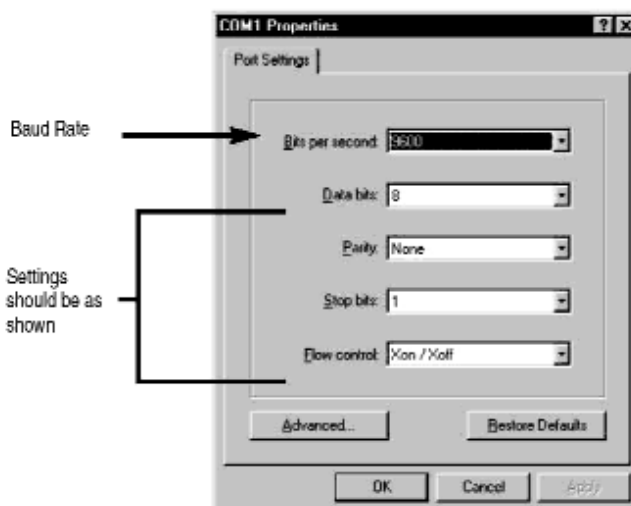 COM1 Properties
? X
Port Settings
Baud Rate
Bits per second: 9600
Data bits: 8
Parity: None
Settings
should be as
shown
Stop bits: 1
Flow control: Xon / Xoff
Advanced...
Restore Defaults
OK
Cancel
Apply